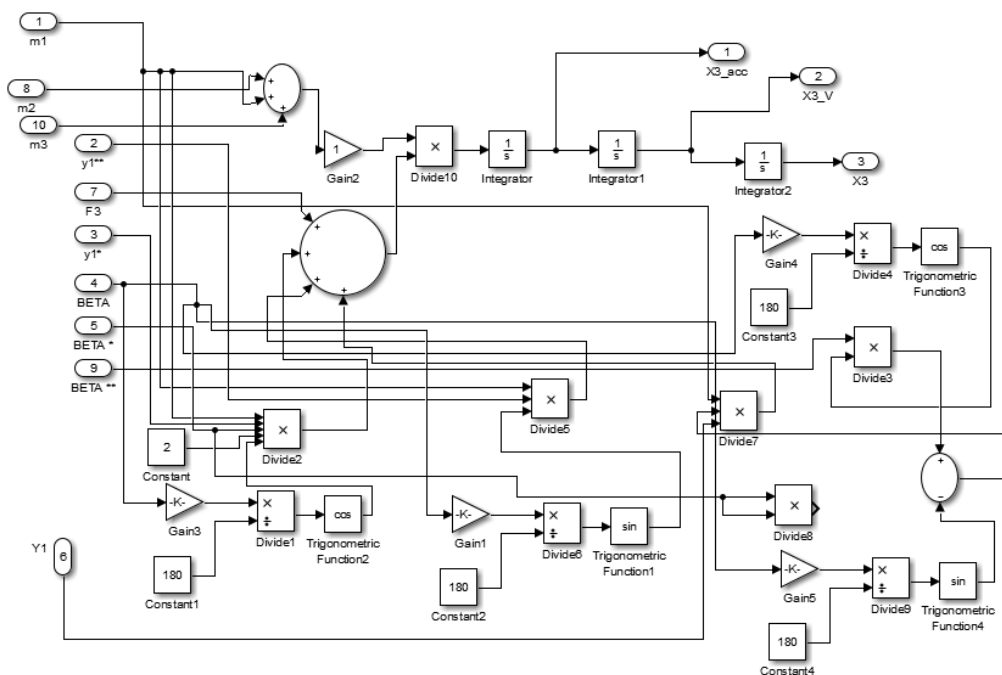 1
m1
8
m2
10
m3
2
y1**
7
F3
3
y1*
4
BETA
5
BETA *
9
BETA **
+
+
+
1
Gain2
×
Divide10
1
s
Integrator
1
s
Integrator1
1
s
Integrator2
1
X3_acc
2
X3_V
3
X3
+
+
+
+
-K-
Gain4
180
Constant3
×
÷
Divide4
cos
Trigonometric
Function3
×
Divide3
2
Constant
×
Divide2
×
Divide5
×
Divide7
+
−
-K-
Gain3
180
Constant1
×
÷
Divide1
cos
Trigonometric
Function2
-K-
Gain1
180
Constant2
×
÷
Divide6
sin
Trigonometric
Function1
×
Divide8
-K-
Gain5
180
Constant4
×
÷
Divide9
sin
Trigonometric
Function4
Y1
6